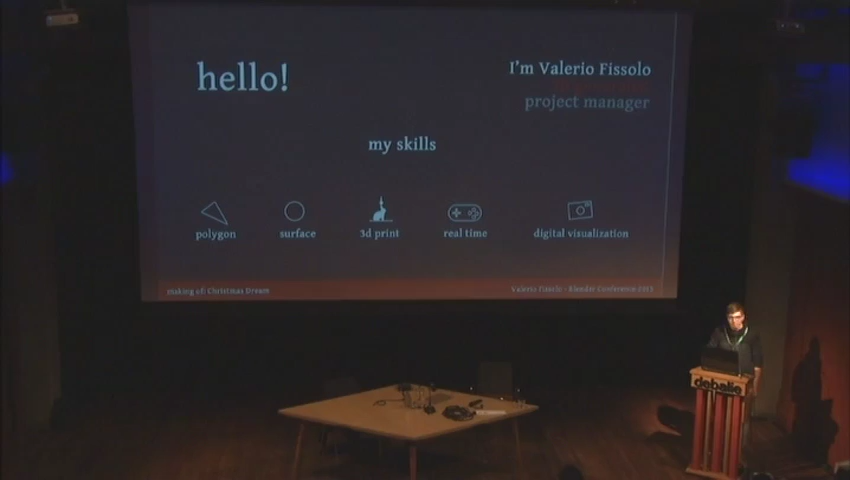 hello!
I'm Valerio Fissolo
project manager
my skills
polygon
surface
3d print
real time
digital visualization
making of: Christmas Dream
Valerio Fissolo - Blender Conference
debalie